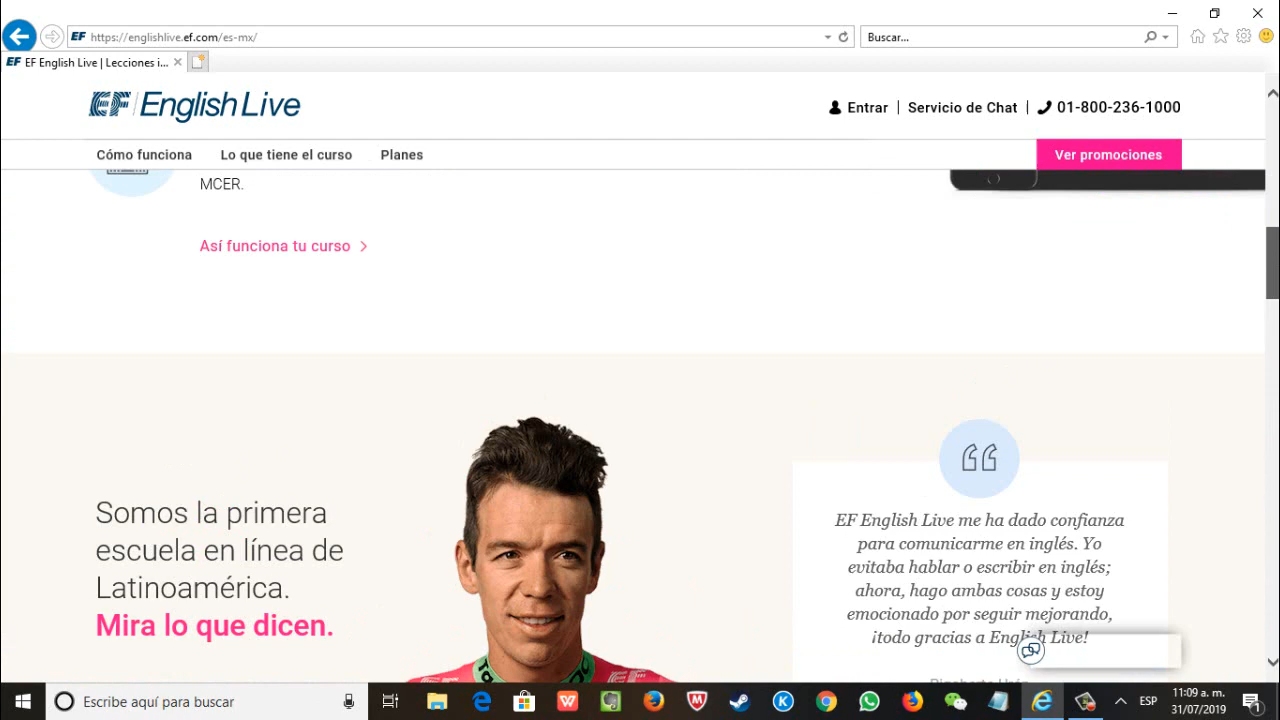 EF https://englishlive.ef.com/es-mx/
Buscar...
EF EF English Live | Lecciones i...
EF English Live
Entrar | Servicio de Chat | 01-800-236-1000
Cómo funciona Lo que tiene el curso Planes Ver promociones
MCER.
Así funciona tu curso
Somos la primera
escuela en línea de
Latinoamérica.
Mira lo que dicen.
EF English Live me ha dado confianza
para comunicarme en inglés. Yo
evitaba hablar o escribir en inglés;
ahora, hago ambas cosas y estoy
emocionado por seguir mejorando,
¡todo gracias a English Live!
Escribe aquí para buscar
ESP
11:09 a. m.
31/07/2019
1